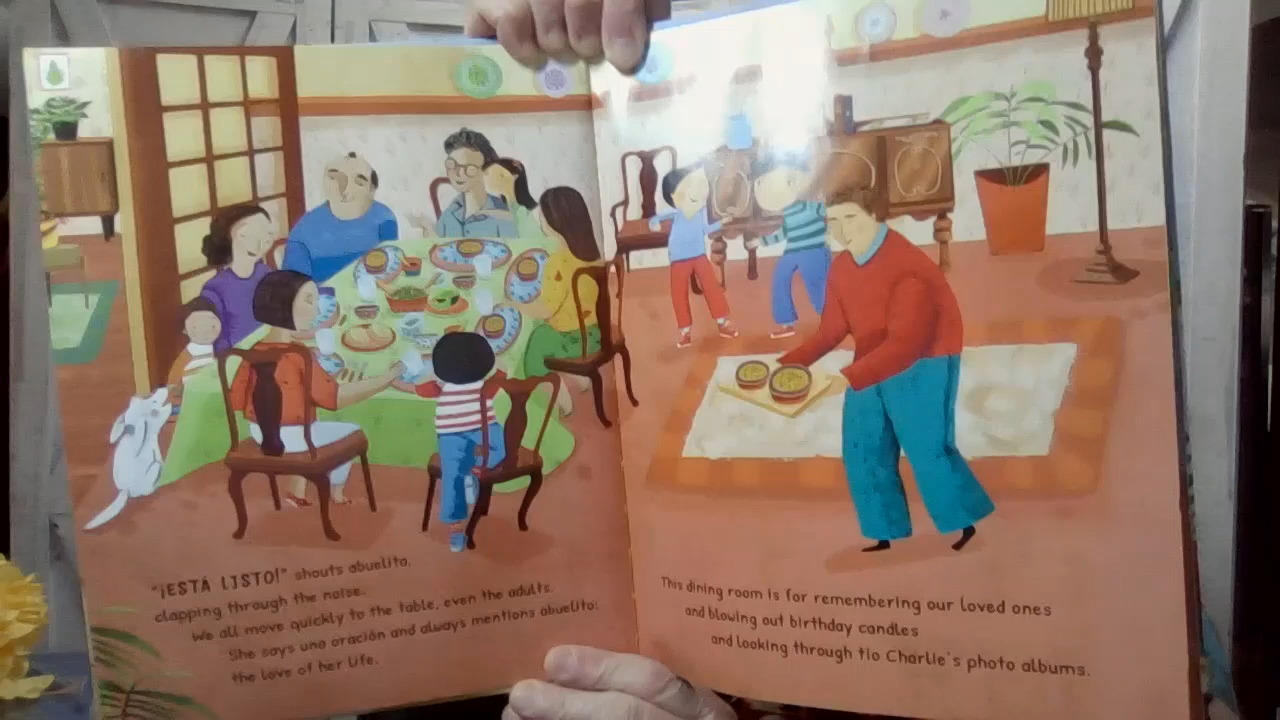 "¡ESTÁ LISTO!" shouts abuelita,
clapping through the noise.
We all move quickly to the table, even the adults.
She says una oración and always mentions abuelito:
the love of her life.
This dining room is for remembering our loved ones
and blowing out birthday candles
and looking through tío Charlie's photo albums.